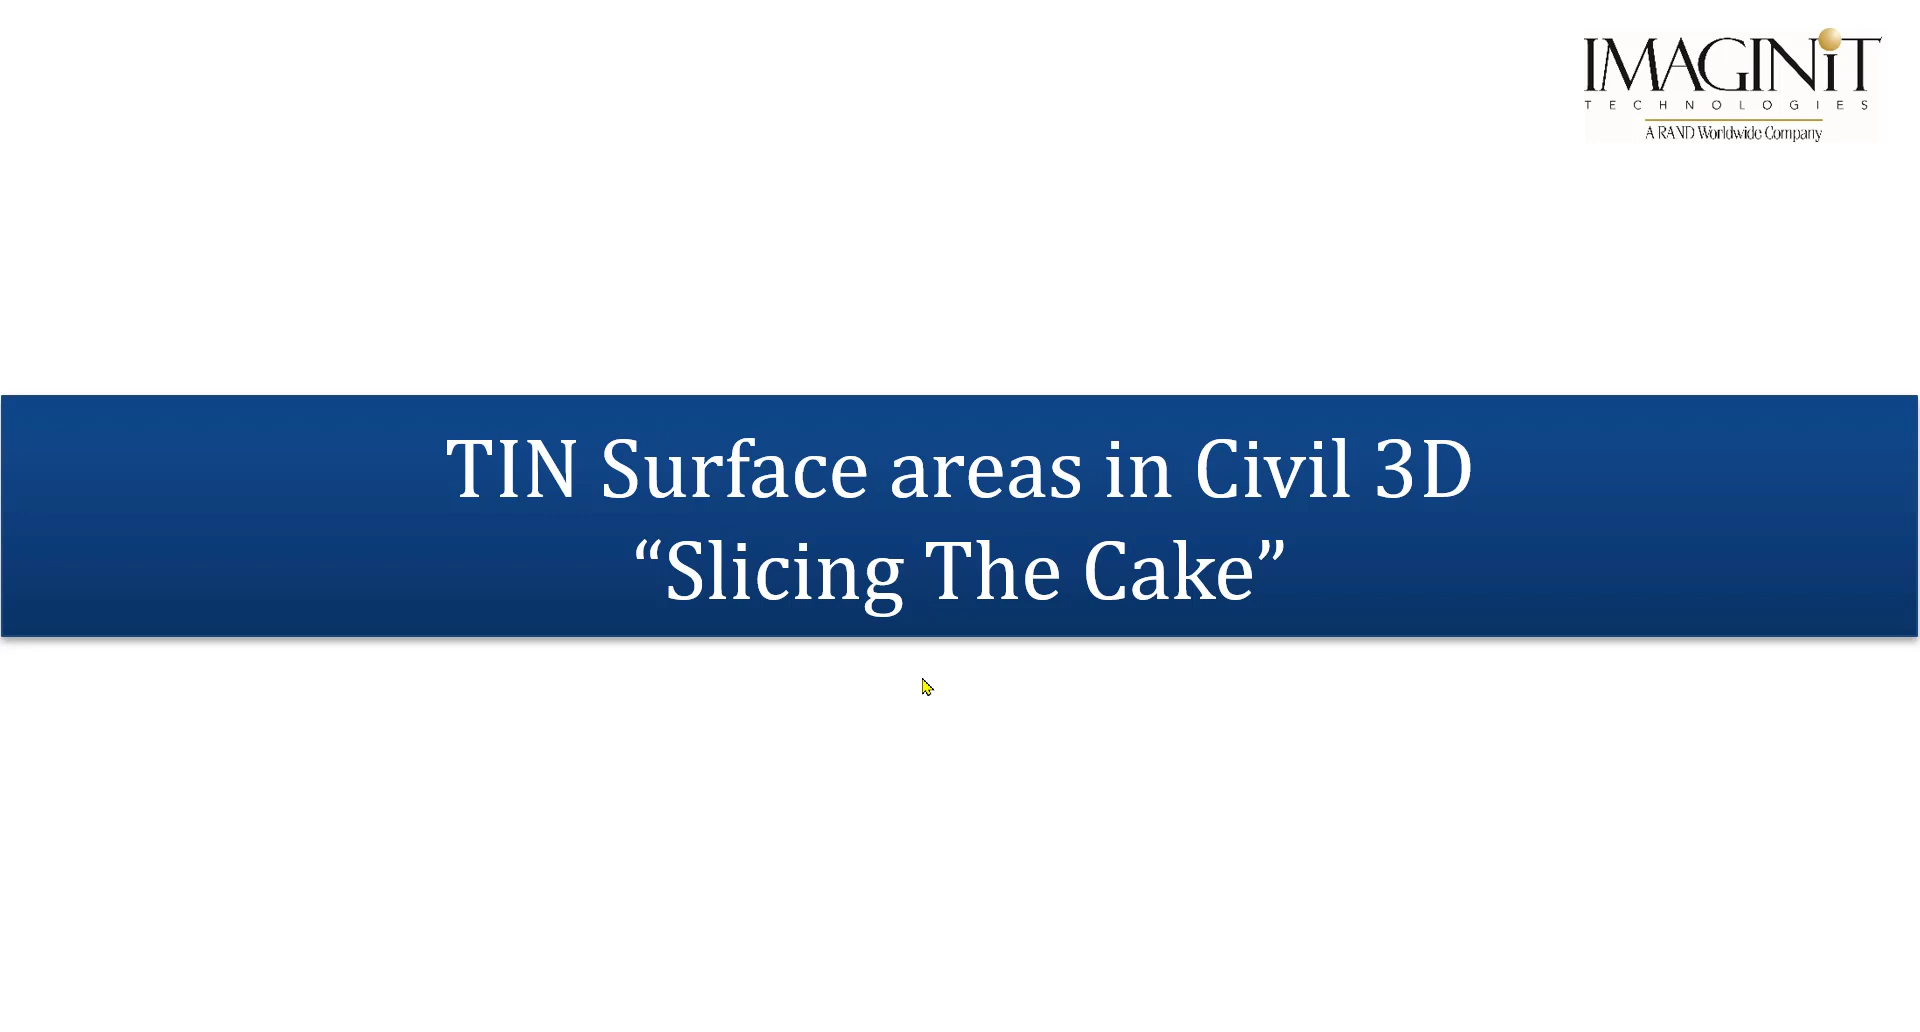 IMAGINiT
TECHNOLOGIES
A RAND Worldwide Company
TIN Surface areas in Civil 3D
“Slicing The Cake”